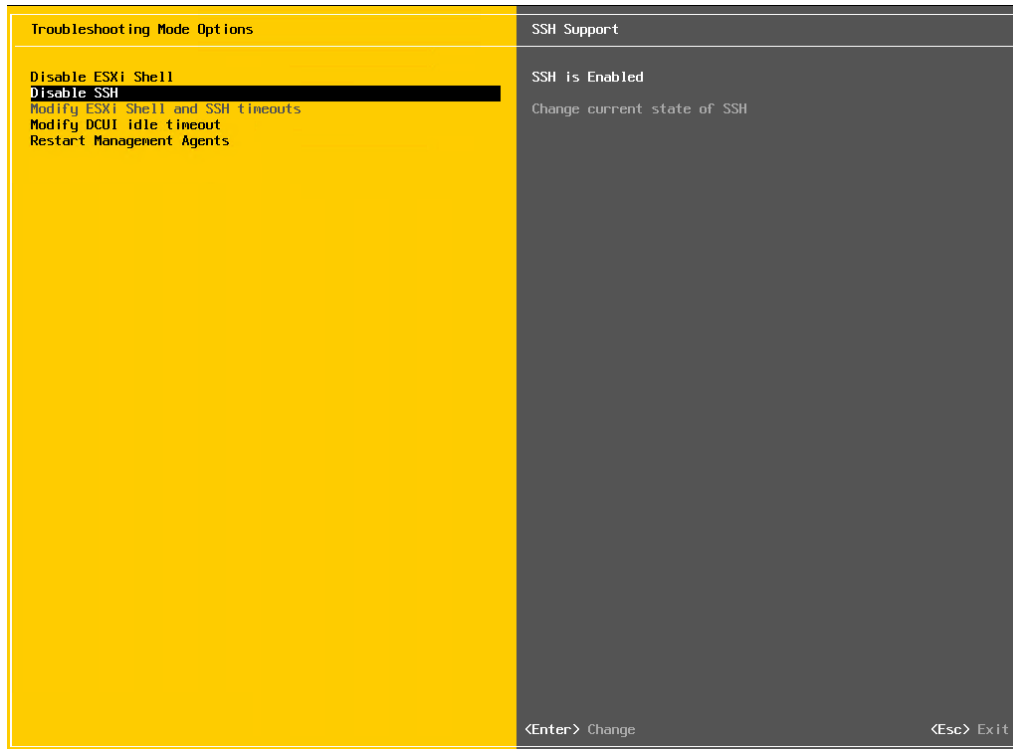 Troubleshooting Mode Options
Disable ESXi Shell
Disable SSH
Modify ESXi Shell and SSH timeouts
Modify DCUI idle timeout
Restart Management Agents
SSH Support
SSH is Enabled
Change current state of SSH
<Enter> Change
<Esc> Exit